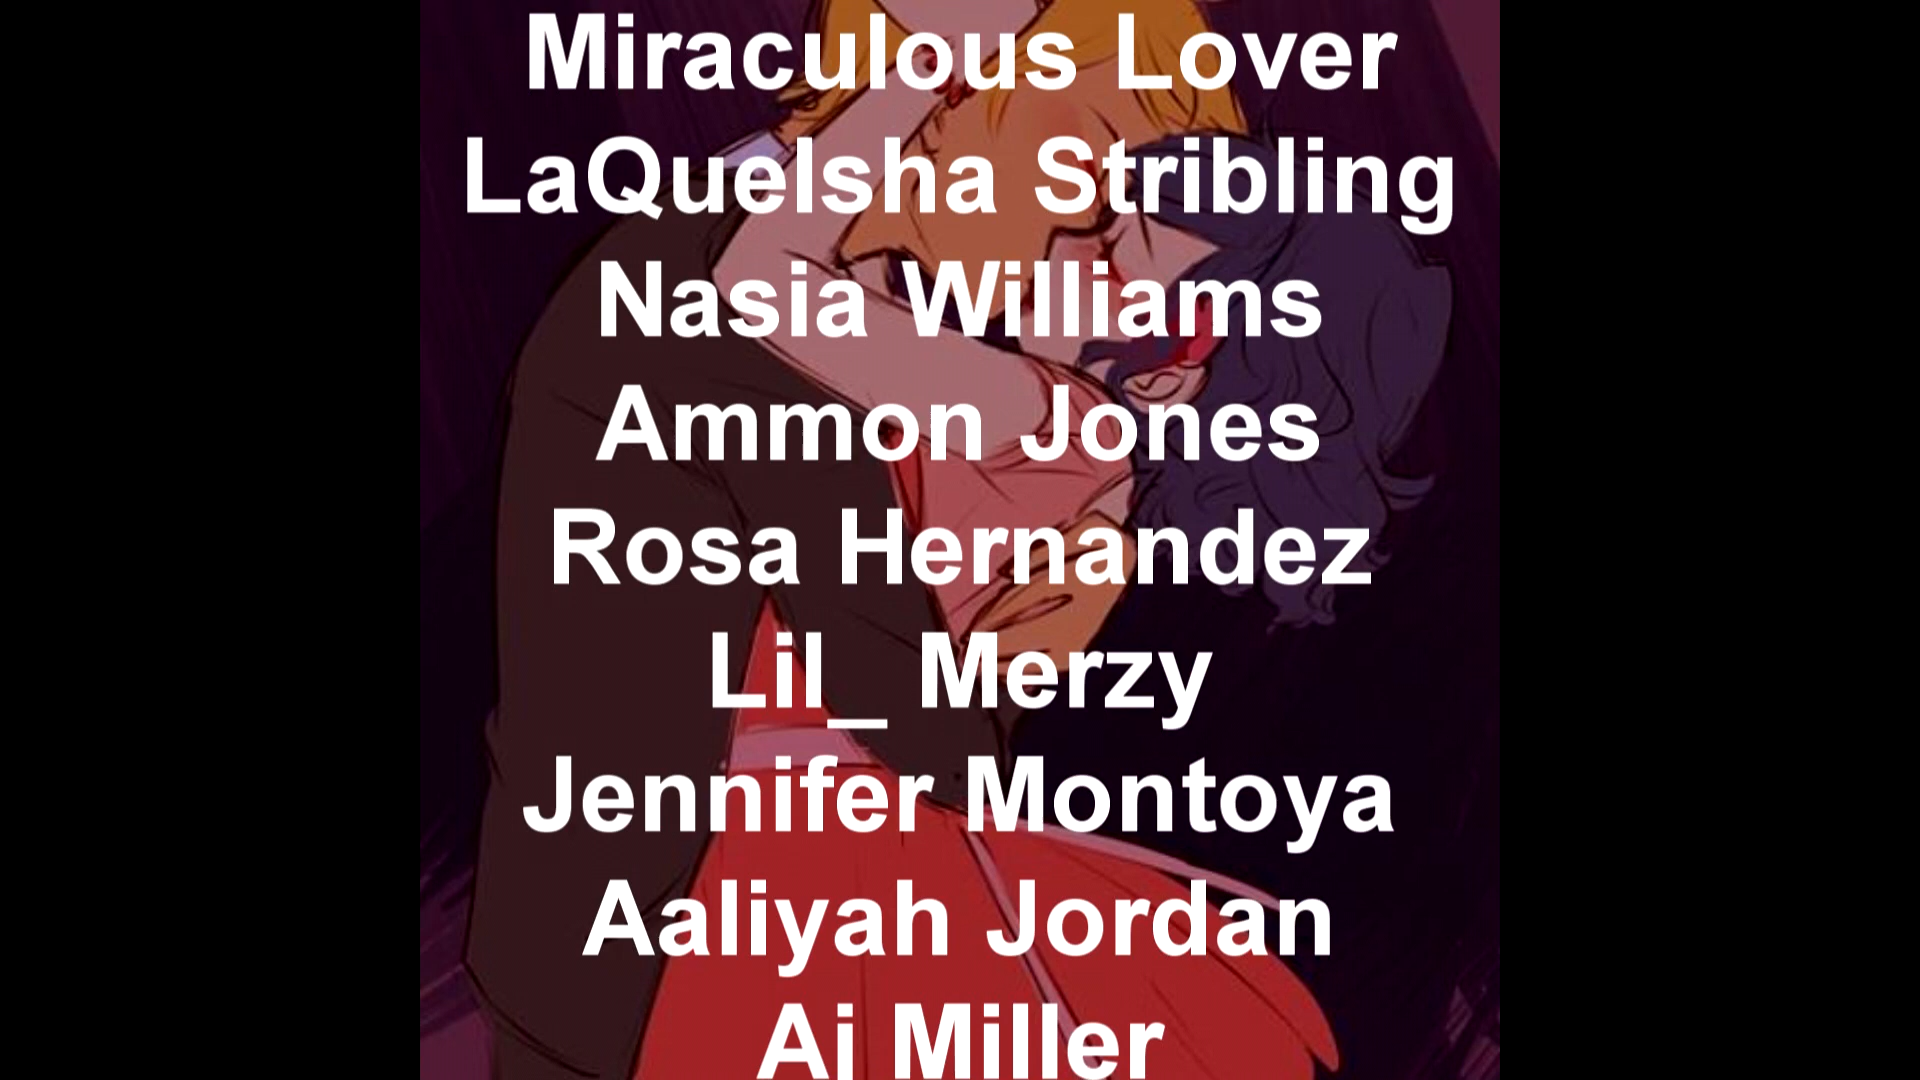 Miraculous Lover
LaQuelsha Stribling
Nasia Williams
Ammon Jones
Rosa Hernandez
Lil_ Merzy
Jennifer Montoya
Aaliyah Jordan
Aj Miller